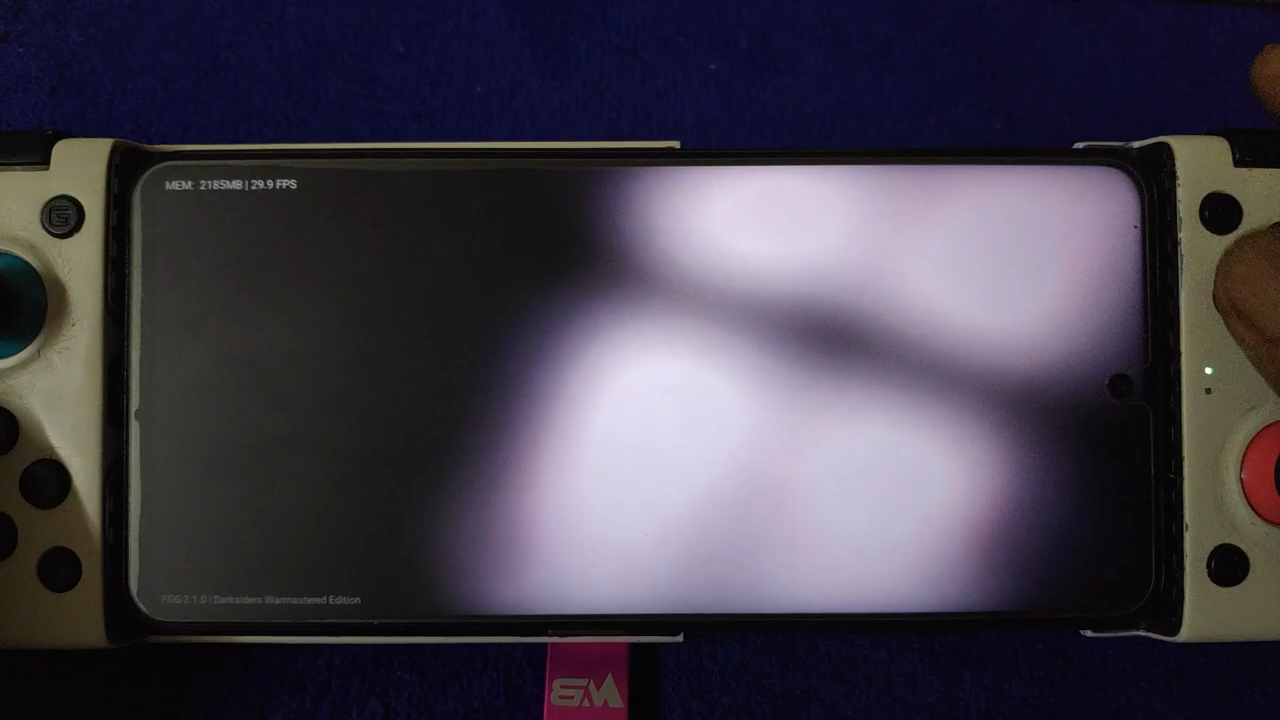 MEM: 2185MB | 29.9 FPS
EGG 2.1.0 | Darksiders Warmastered Edition